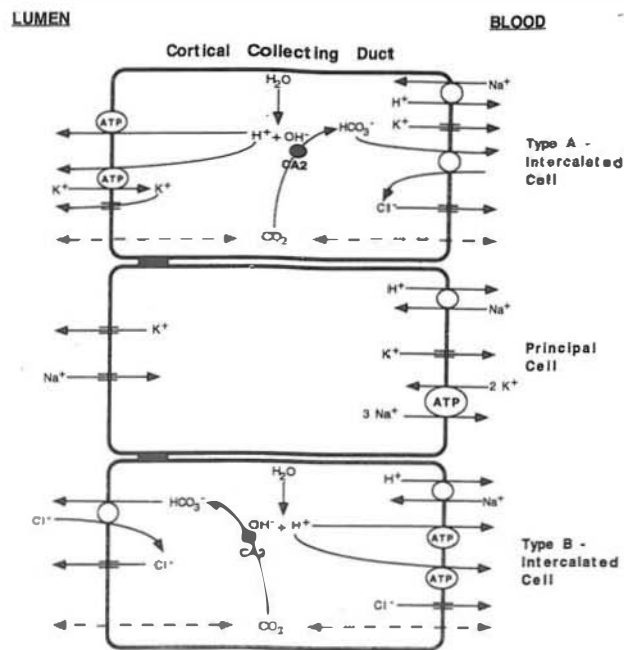 LUMEN
BLOOD
Cortical Collecting Duct
H₂O
Na⁺
H⁺
ATP
K⁺
H⁺ + OH⁻
HCO₃⁻
CA2
Type A -
Intercalated
Cell
ATP
K⁺
K⁺
Cl⁻
CO₂
H⁺
Na⁺
K⁺
K⁺
Principal
Cell
Na⁺
2 K⁺
ATP
3 Na⁺
H₂O
H⁺
HCO₃⁻
Na⁺
Cl⁻
OH⁻ + H⁺
ATP
CA2
Type B -
Intercalated
Cell
Cl⁻
ATP
Cl⁻
CO₂